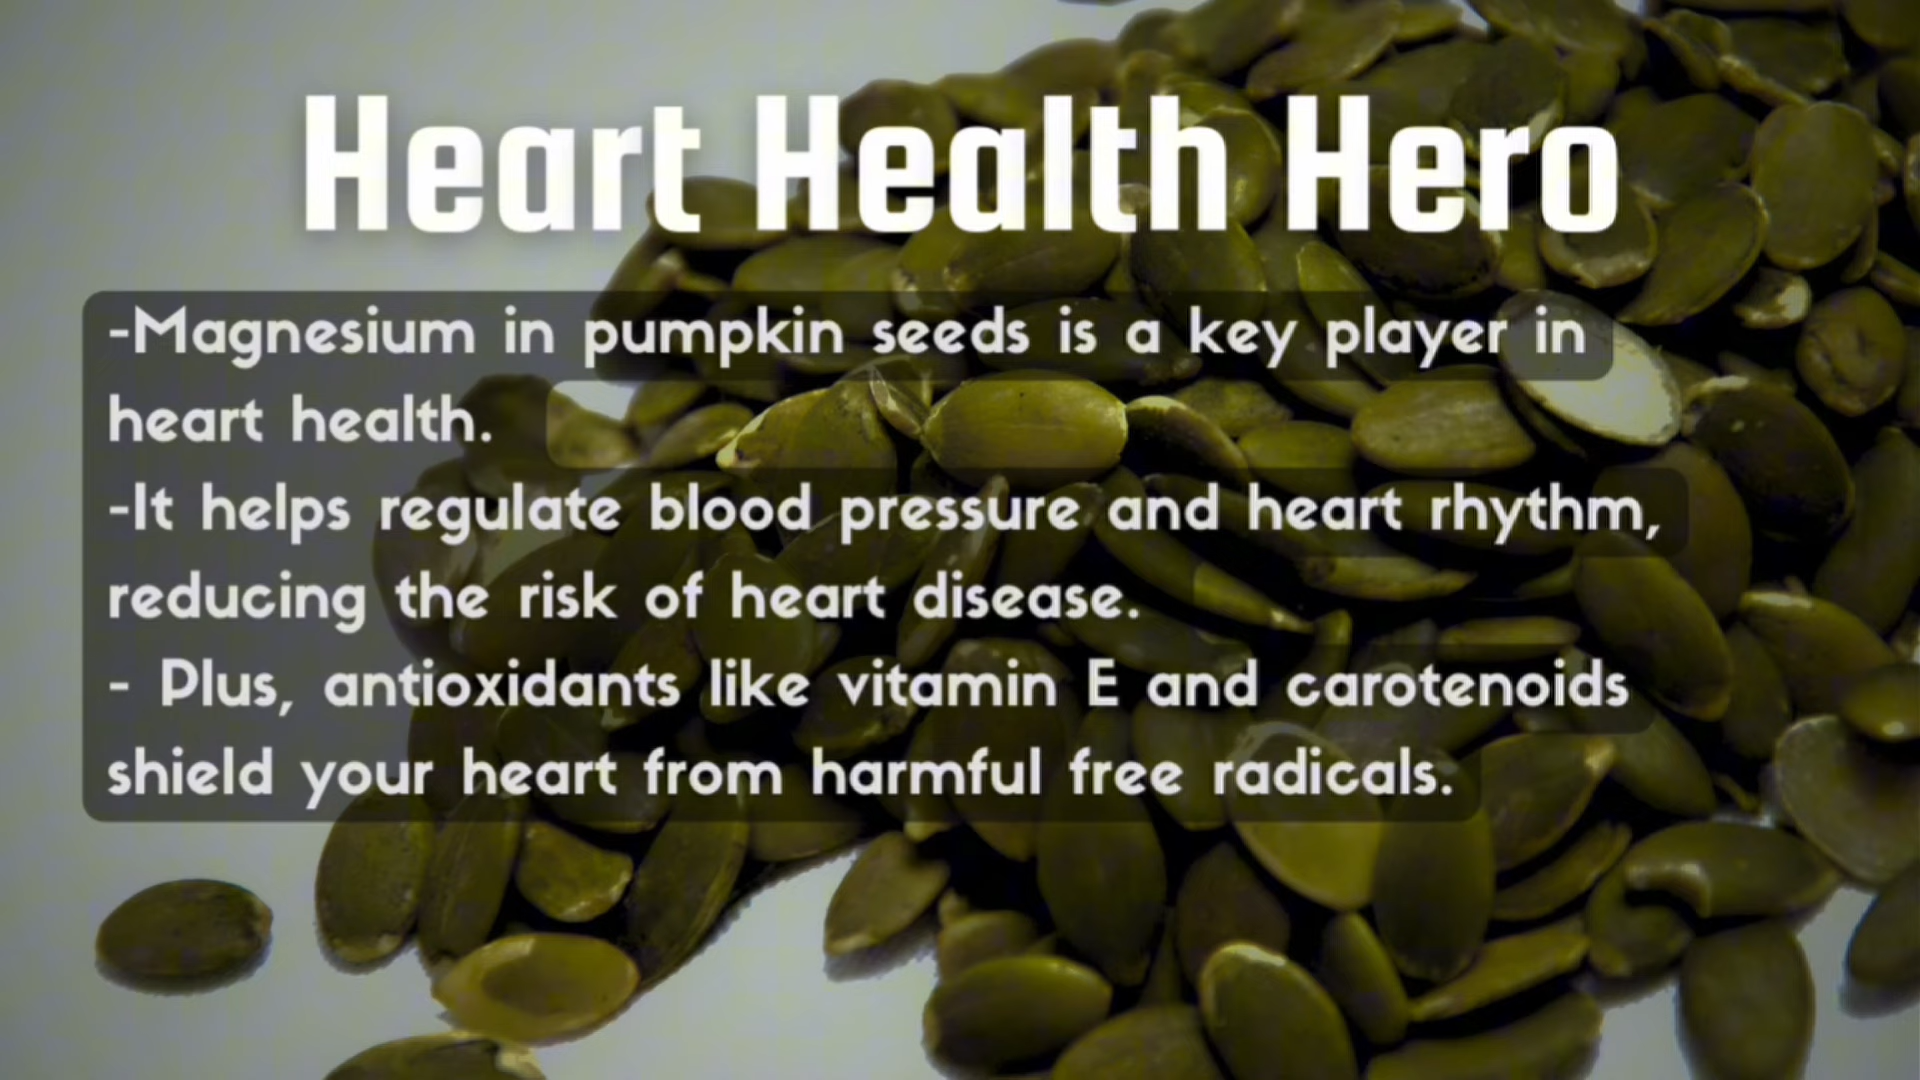 Heart Health Hero
-Magnesium in pumpkin seeds is a key player in
heart health.
-It helps regulate blood pressure and heart rhythm,
reducing the risk of heart disease.
- Plus, antioxidants like vitamin E and carotenoids
shield your heart from harmful free radicals.